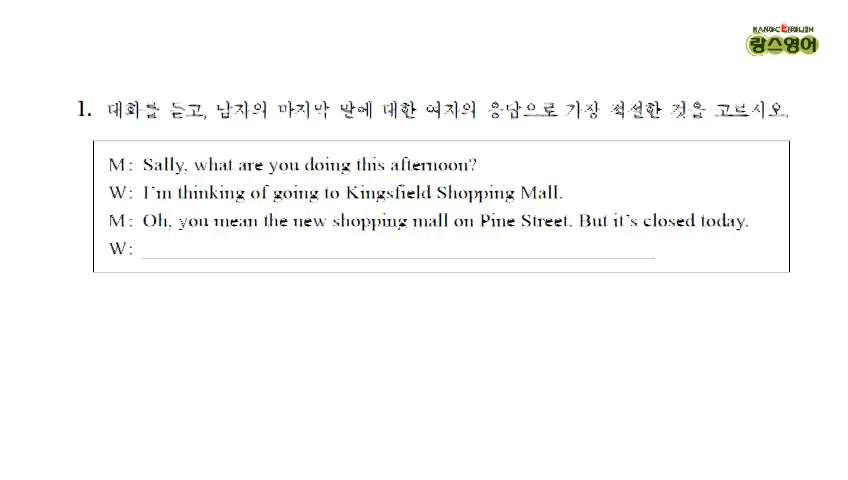 RANGC ENGLISH
랑스영어
1. 대화를 듣고, 남자의 마지막 말에 대한 여자의 응답으로 가장 적절한 것을 고르시오.
M: Sally, what are you doing this afternoon?
W: I'm thinking of going to Kingsfield Shopping Mall.
M: Oh, you mean the new shopping mall on Pine Street. But it's closed today.
W: